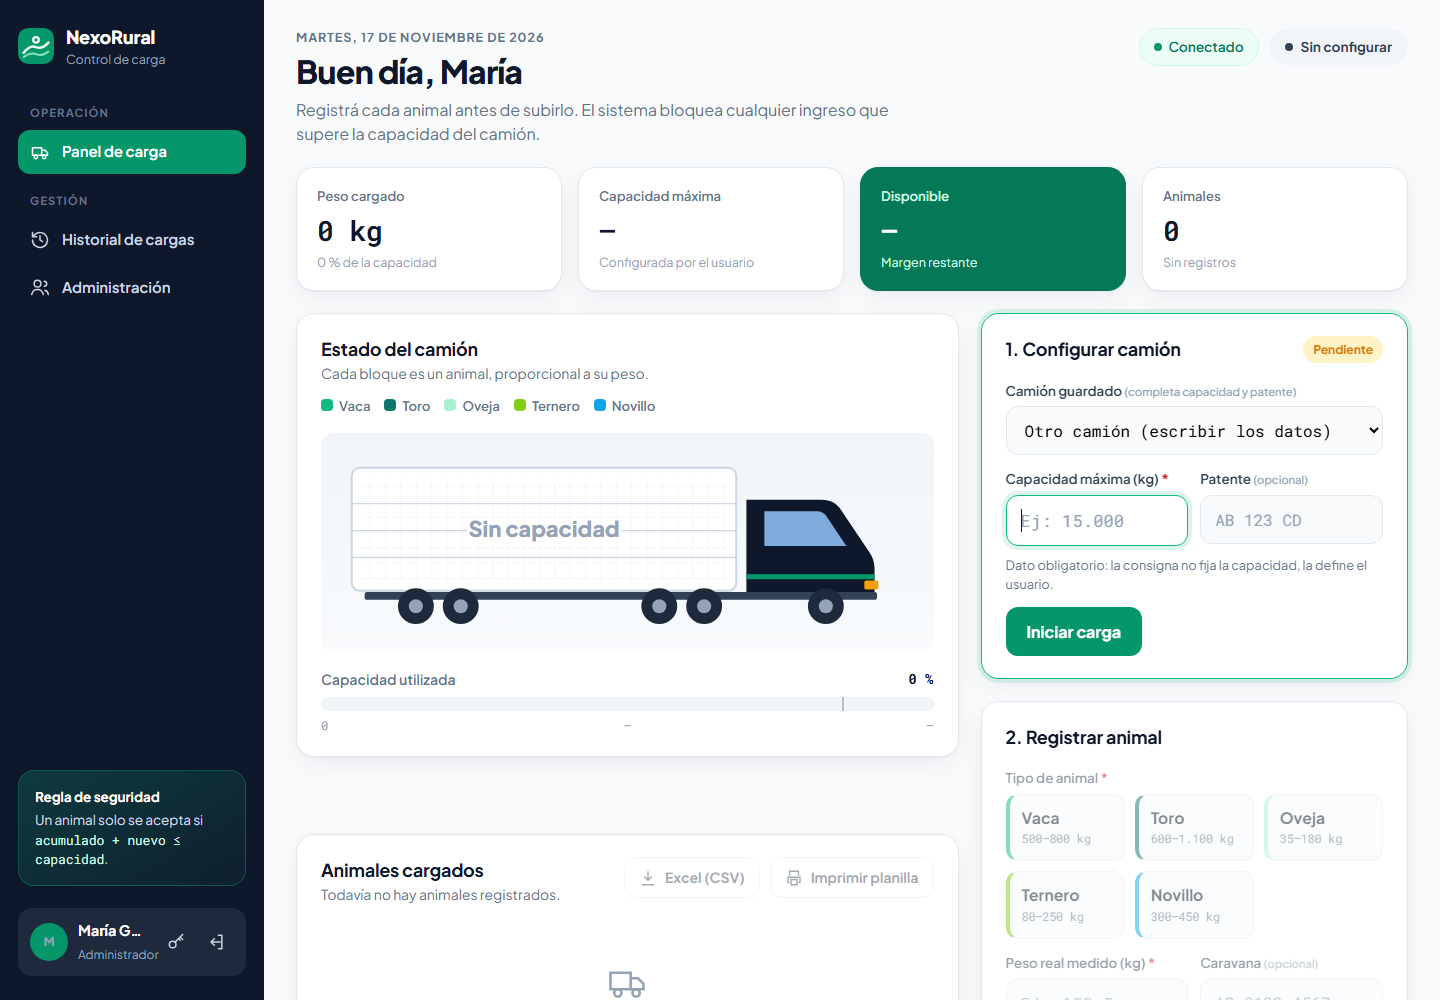 NexoRural
Control de carga
OPERACIÓN
Panel de carga
GESTIÓN
Historial de cargas
Administración
Regla de seguridad
Un animal solo se acepta si
acumulado + nuevo ≤
capacidad.
M
María G…
Administrador
MARTES, 17 DE NOVIEMBRE DE 2026
Buen día, María
Registrá cada animal antes de subirlo. El sistema bloquea cualquier ingreso que
supere la capacidad del camión.
Conectado
Sin configurar
Peso cargado
0 kg
0 % de la capacidad
Capacidad máxima
—
Configurada por el usuario
Disponible
—
Margen restante
Animales
0
Sin registros
Estado del camión
Cada bloque es un animal, proporcional a su peso.
Vaca Toro Oveja Ternero Novillo
Sin capacidad
Capacidad utilizada 0 %
0 — —
Animales cargados
Todavía no hay animales registrados.
Excel (CSV)
Imprimir planilla
1. Configurar camión
Pendiente
Camión guardado (completa capacidad y patente)
Otro camión (escribir los datos)
Capacidad máxima (kg) * Patente (opcional)
Ej: 15.000 AB 123 CD
Dato obligatorio: la consigna no fija la capacidad, la define el
usuario.
Iniciar carga
2. Registrar animal
Tipo de animal *
Vaca Toro Oveja
500–800 kg 600–1.100 kg 35–180 kg
Ternero Novillo
80–250 kg 300–450 kg
Peso real medido (kg) * Caravana (opcional)